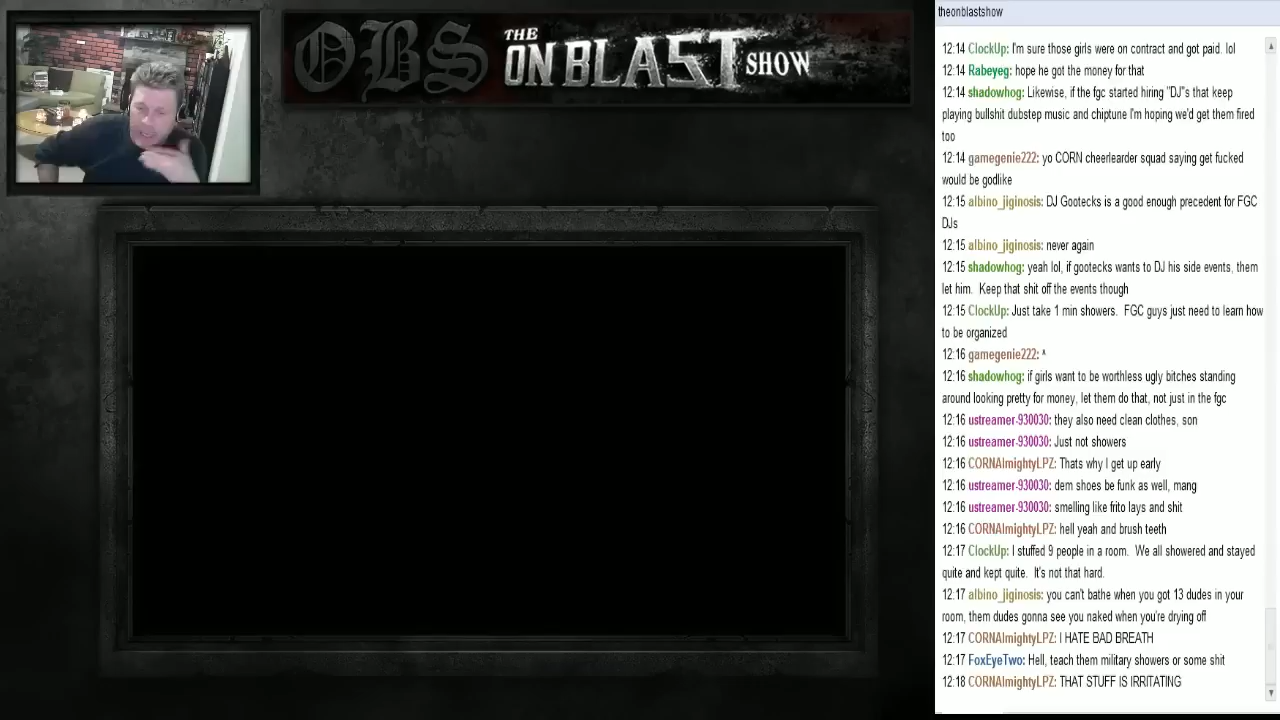 theonblastshow
OBS THE ON BLAST SHOW
12:14 ClockUp: I'm sure those girls were on contract and got paid. lol
12:14 Rabeyeg: hope he got the money for that
12:14 shadowhog: Likewise, if the fgc started hiring "DJ"s that keep
playing bullshit dubstep music and chiptune I'm hoping we'd get them fired
too
12:14 gamegenie222: yo CORN cheerlearder squad saying get fucked
would be godlike
12:15 albino_jiginosis: DJ Gootecks is a good enough precedent for FGC
DJs
12:15 albino_jiginosis: never again
12:15 shadowhog: yeah lol, if gootecks wants to DJ his side events, them
let him. Keep that shit off the events though
12:15 ClockUp: Just take 1 min showers. FGC guys just need to learn how
to be organized
12:16 gamegenie222: ^
12:16 shadowhog: if girls want to be worthless ugly bitches standing
around looking pretty for money, let them do that, not just in the fgc
12:16 ustreamer-930030: they also need clean clothes, son
12:16 ustreamer-930030: Just not showers
12:16 CORNAlmightyLPZ: Thats why I get up early
12:16 ustreamer-930030: dem shoes be funk as well, mang
12:16 ustreamer-930030: smelling like frito lays and shit
12:16 CORNAlmightyLPZ: hell yeah and brush teeth
12:17 ClockUp: I stuffed 9 people in a room. We all showered and stayed
quite and kept quite. It's not that hard.
12:17 albino_jiginosis: you can't bathe when you got 13 dudes in your
room, them dudes gonna see you naked when you're drying off
12:17 CORNAlmightyLPZ: I HATE BAD BREATH
12:17 FoxEyeTwo: Hell, teach them military showers or some shit
12:18 CORNAlmightyLPZ: THAT STUFF IS IRRITATING